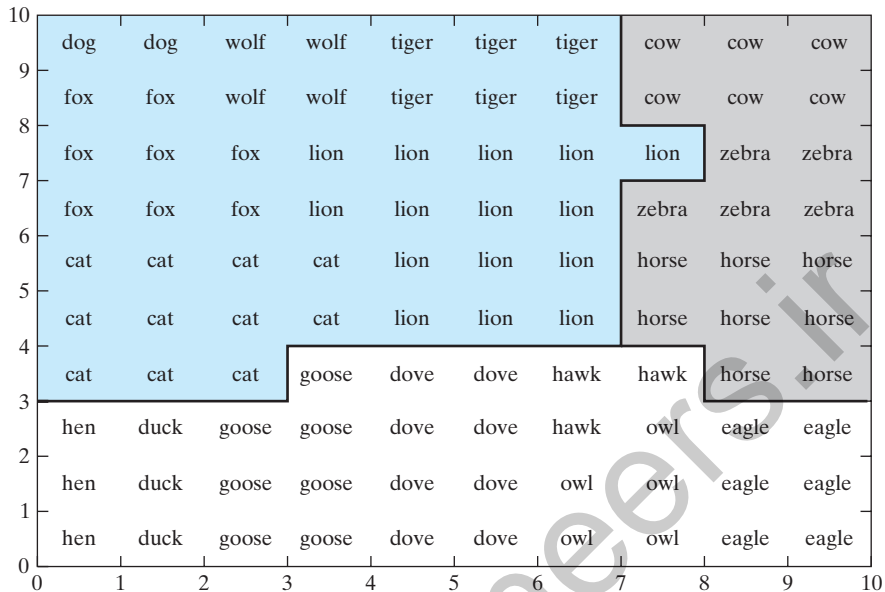 10
dog dog wolf wolf tiger tiger tiger cow cow cow
9
fox fox wolf wolf tiger tiger tiger cow cow cow
8
fox fox fox lion lion lion lion lion zebra zebra
7
fox fox fox lion lion lion lion zebra zebra zebra
6
cat cat cat cat lion lion lion horse horse horse
5
cat cat cat cat lion lion lion horse horse horse
4
cat cat cat goose dove dove hawk hawk horse horse
3
hen duck goose goose dove dove hawk owl eagle eagle
2
hen duck goose goose dove dove owl owl eagle eagle
1
hen duck goose goose dove dove owl owl eagle eagle
0
0 1 2 3 4 5 6 7 8 9 10
neers.ir